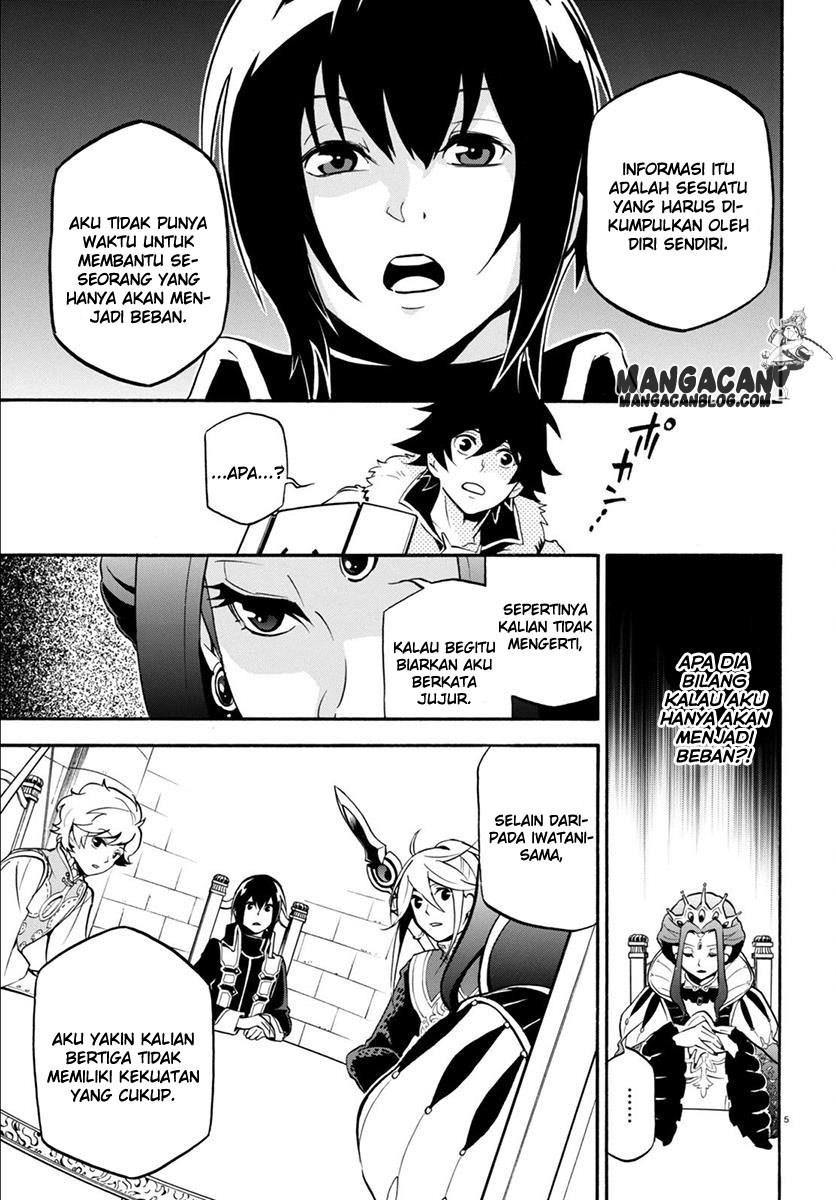 INFORMASI ITU
ADALAH SESUATU
YANG HARUS DI-
KUMPULKAN OLEH
DIRI SENDIRI.
AKU TIDAK PUNYA
WAKTU UNTUK
MEMBANTU SE-
SEORANG YANG
HANYA AKAN MEN-
JADI BEBAN.
MANGACAN
MANGACANBLOG.COM
...APA...?
SEPERTINYA
KALIAN TIDAK
MENGERTI,
KALAU BEGITU
BIARKAN AKU
BERKATA
JUJUR.
APA DIA
BILANG
KALAU AKU
HANYA AKAN
MENJADI
BEBAN?!
.......
SELAIN DARI-
PADA IWATANI-
SAMA,
AKU YAKIN KALIAN
BERTIGA TIDAK
MEMILIKI KEKUATAN
YANG CUKUP.
5